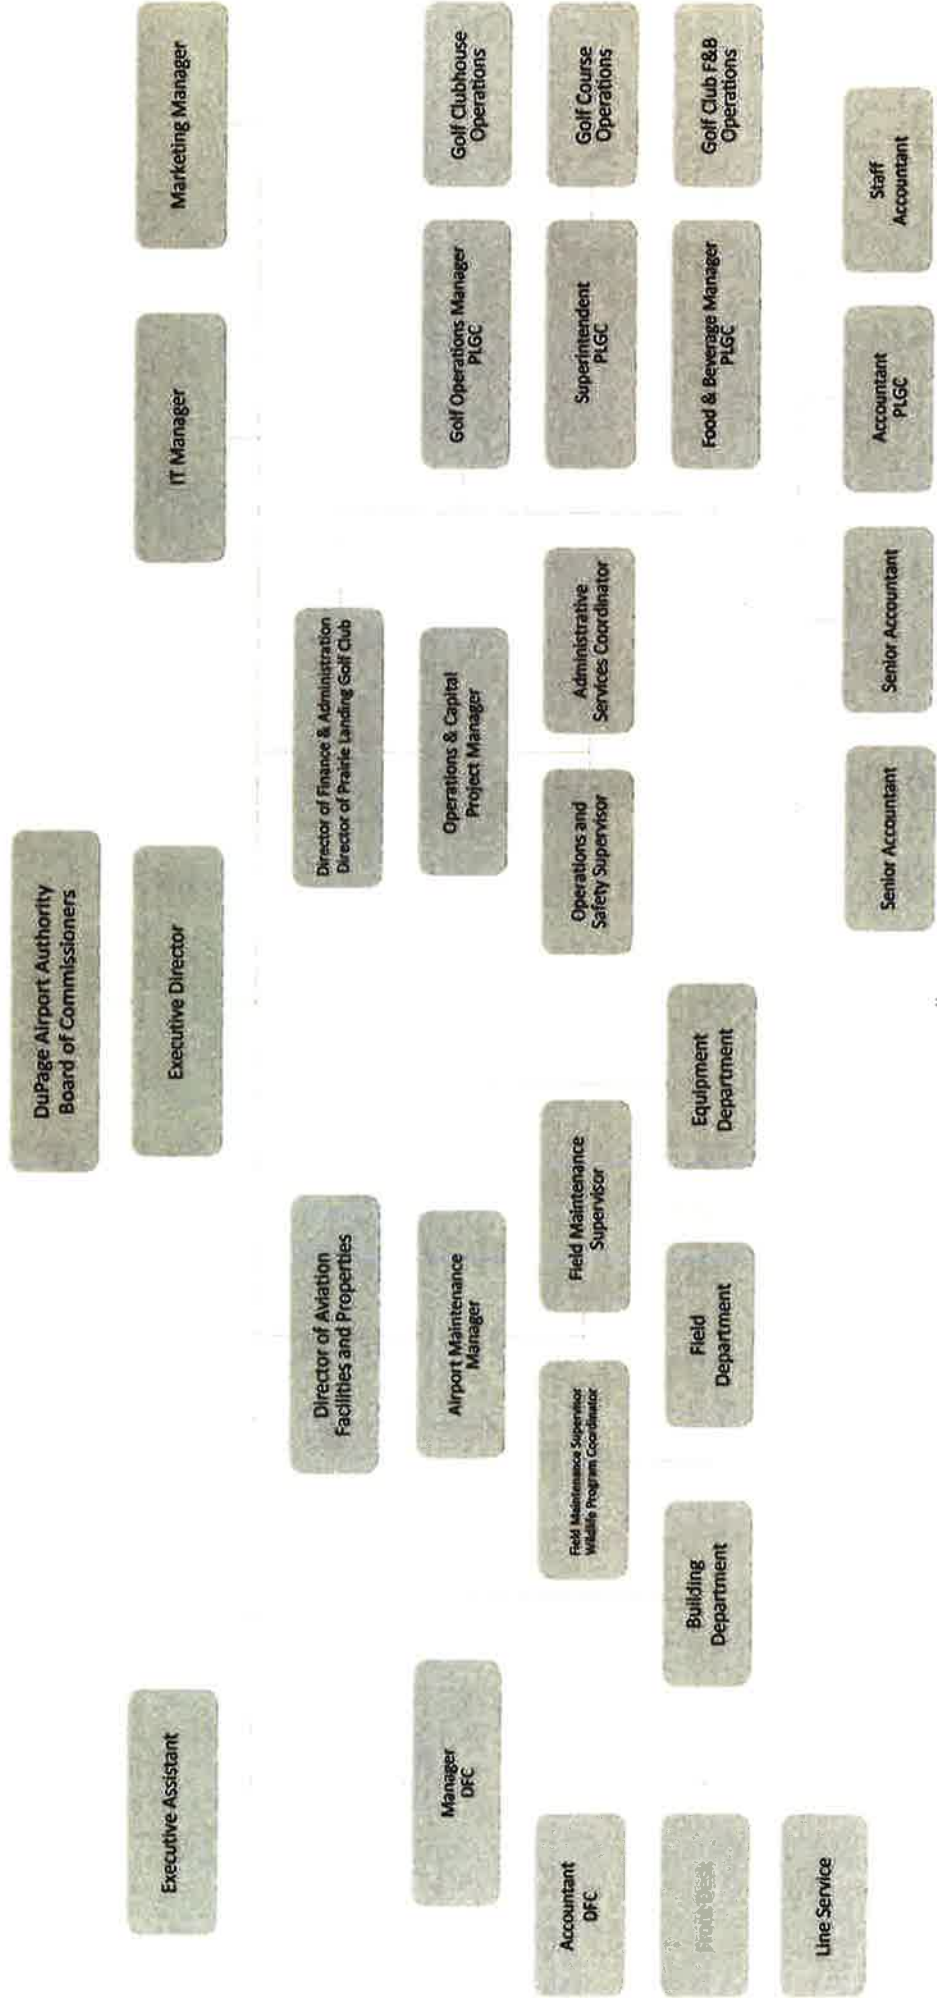 DuPage Airport Authority
Board of Commissioners
Executive Assistant
Executive Director
IT Manager
Marketing Manager
Director of Aviation
Facilities and Properties
Director of Finance & Administration
Director of Prairie Landing Golf Club
Manager
DFC
Airport Maintenance
Manager
Operations & Capital
Project Manager
Golf Operations Manager
PLGC
Golf Clubhouse
Operations
Accountant
DFC
Field Maintenance Supervisor
Wildlife Program Coordinator
Field Maintenance
Supervisor
Operations and
Safety Supervisor
Administrative
Services Coordinator
Superintendent
PLGC
Golf Course
Operations
Building
Department
Field
Department
Equipment
Department
Food & Beverage Manager
PLGC
Golf Club F&B
Operations
Line Service
Senior Accountant
Senior Accountant
Accountant
PLGC
Staff
Accountant